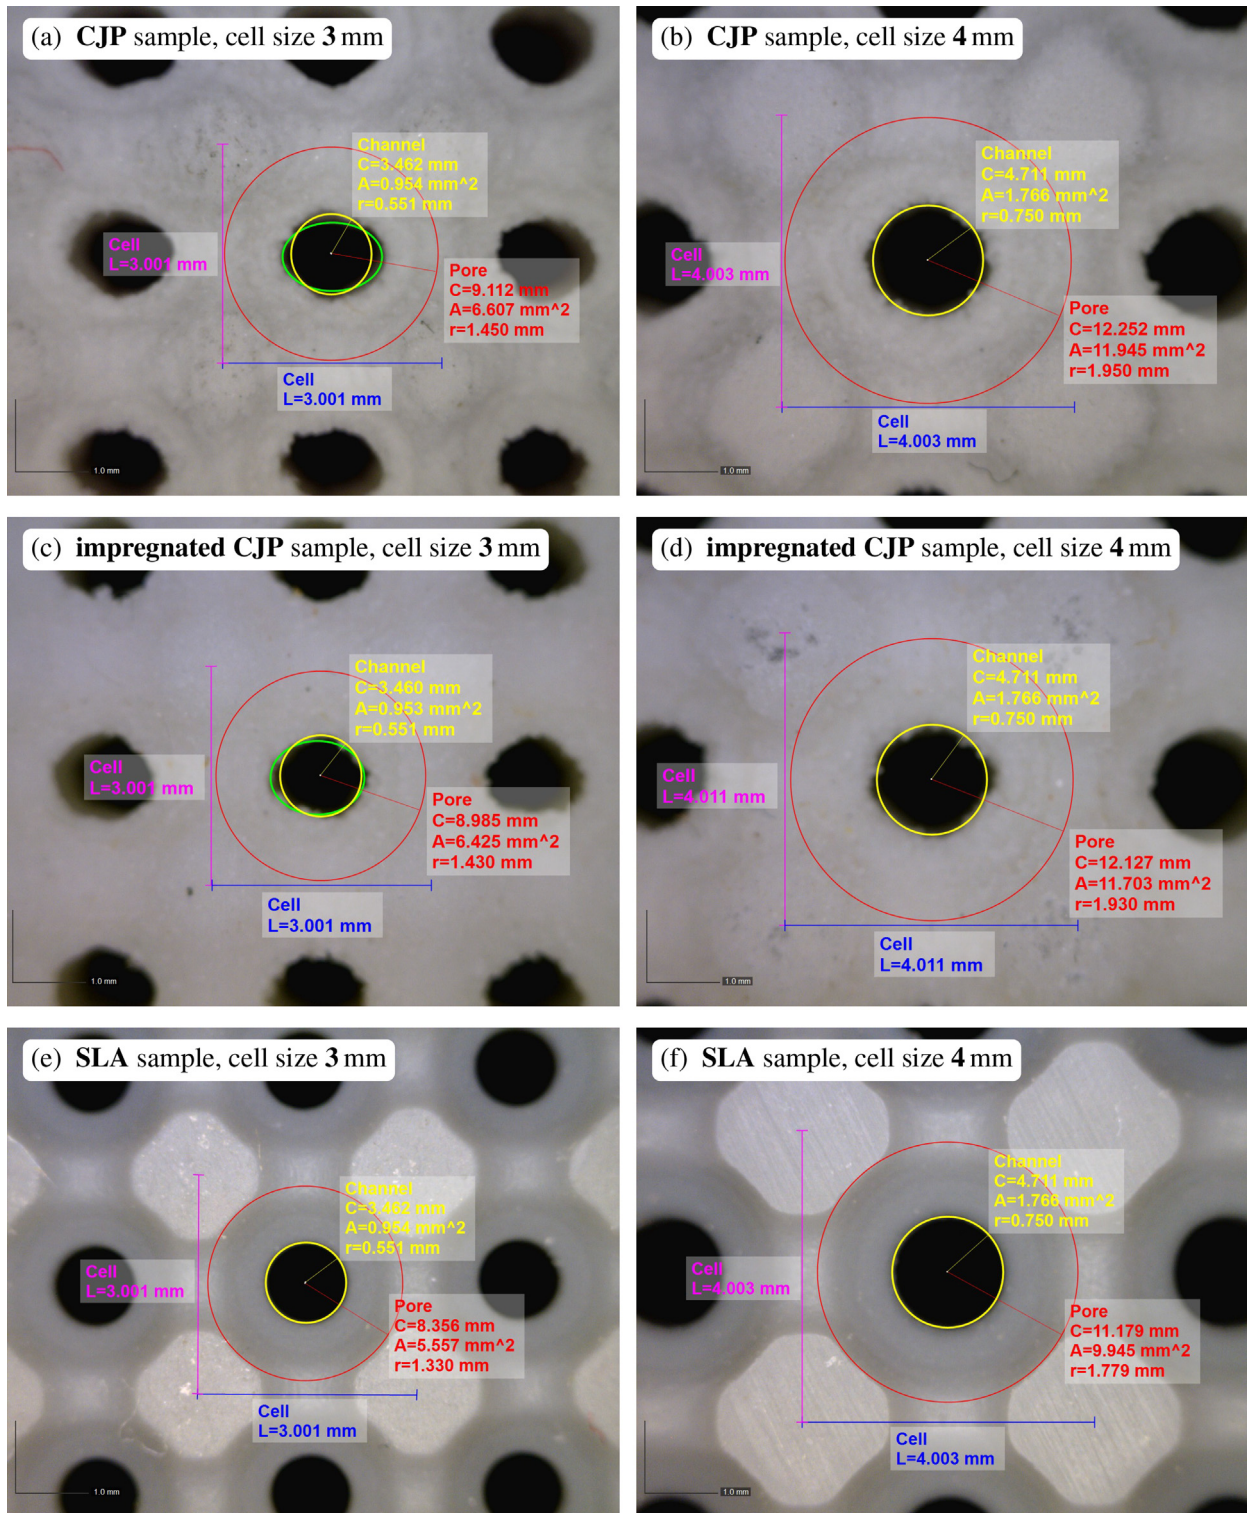 (a) CJP sample, cell size 3 mm
Channel
C=3.462 mm
A=0.954 mm^2
r=0.551 mm
Cell
L=3.001 mm
Pore
C=9.112 mm
A=6.607 mm^2
r=1.450 mm
Cell
L=3.001 mm
1.0 mm
(b) CJP sample, cell size 4 mm
Channel
C=4.711 mm
A=1.766 mm^2
r=0.750 mm
Cell
L=4.003 mm
Pore
C=12.252 mm
A=11.945 mm^2
r=1.950 mm
Cell
L=4.003 mm
1.0 mm
(c) impregnated CJP sample, cell size 3 mm
Channel
C=3.460 mm
A=0.953 mm^2
r=0.551 mm
Cell
L=3.001 mm
Pore
C=8.985 mm
A=6.425 mm^2
r=1.430 mm
Cell
L=3.001 mm
1.0 mm
(d) impregnated CJP sample, cell size 4 mm
Channel
C=4.711 mm
A=1.766 mm^2
r=0.750 mm
Cell
L=4.011 mm
Pore
C=12.127 mm
A=11.703 mm^2
r=1.930 mm
Cell
L=4.011 mm
1.0 mm
(e) SLA sample, cell size 3 mm
Channel
C=3.462 mm
A=0.954 mm^2
r=0.551 mm
Cell
L=3.001 mm
Pore
C=8.356 mm
A=5.557 mm^2
r=1.330 mm
Cell
L=3.001 mm
1.0 mm
(f) SLA sample, cell size 4 mm
Channel
C=4.711 mm
A=1.766 mm^2
r=0.750 mm
Cell
L=4.003 mm
Pore
C=11.179 mm
A=9.945 mm^2
r=1.779 mm
Cell
L=4.003 mm
1.0 mm